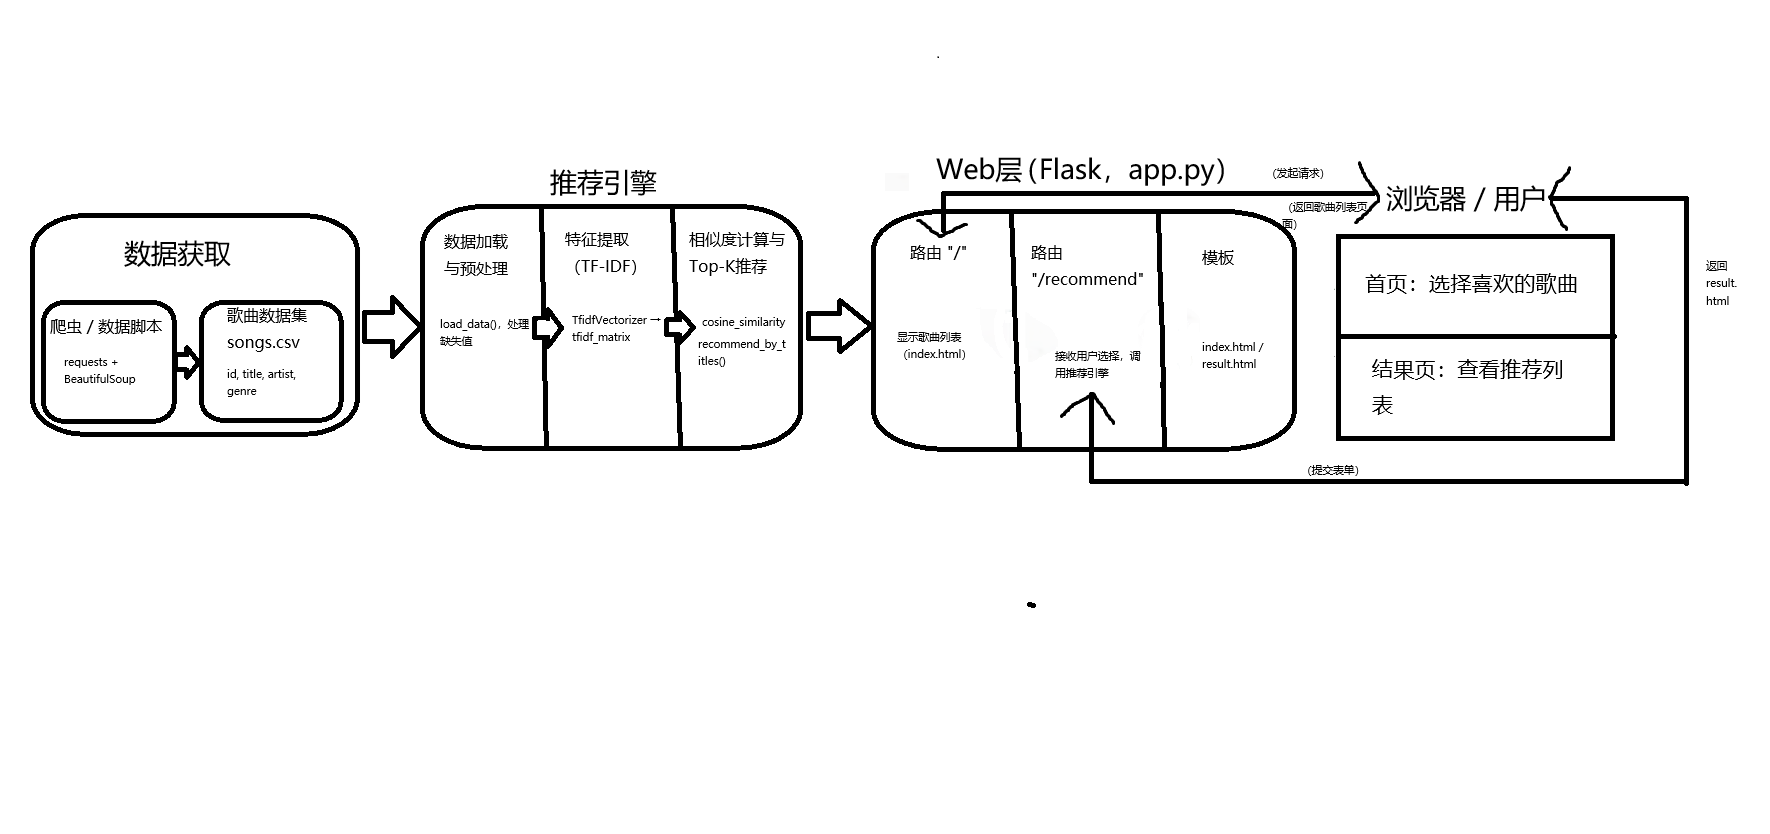 数据获取
爬虫 / 数据脚本
requests +
BeautifulSoup
歌曲数据集
songs.csv
id, title, artist,
genre
推荐引擎
数据加载
与预处理
load_data()，处理
缺失值
特征提取
（TF-IDF）
TfidfVectorizer →
tfidf_matrix
相似度计算与
Top-K推荐
cosine_similarity
recommend_by_t
itles()
Web层（Flask，app.py）
路由 "/"
显示歌曲列表
（index.html）
路由
"/recommend"
接收用户选择，调
用推荐引擎
模板
index.html /
result.html
（发起请求）
（返回歌曲列表页
面）
浏览器 / 用户
首页：选择喜欢的歌曲
结果页：查看推荐列
表
返回
result.
html
（提交表单）